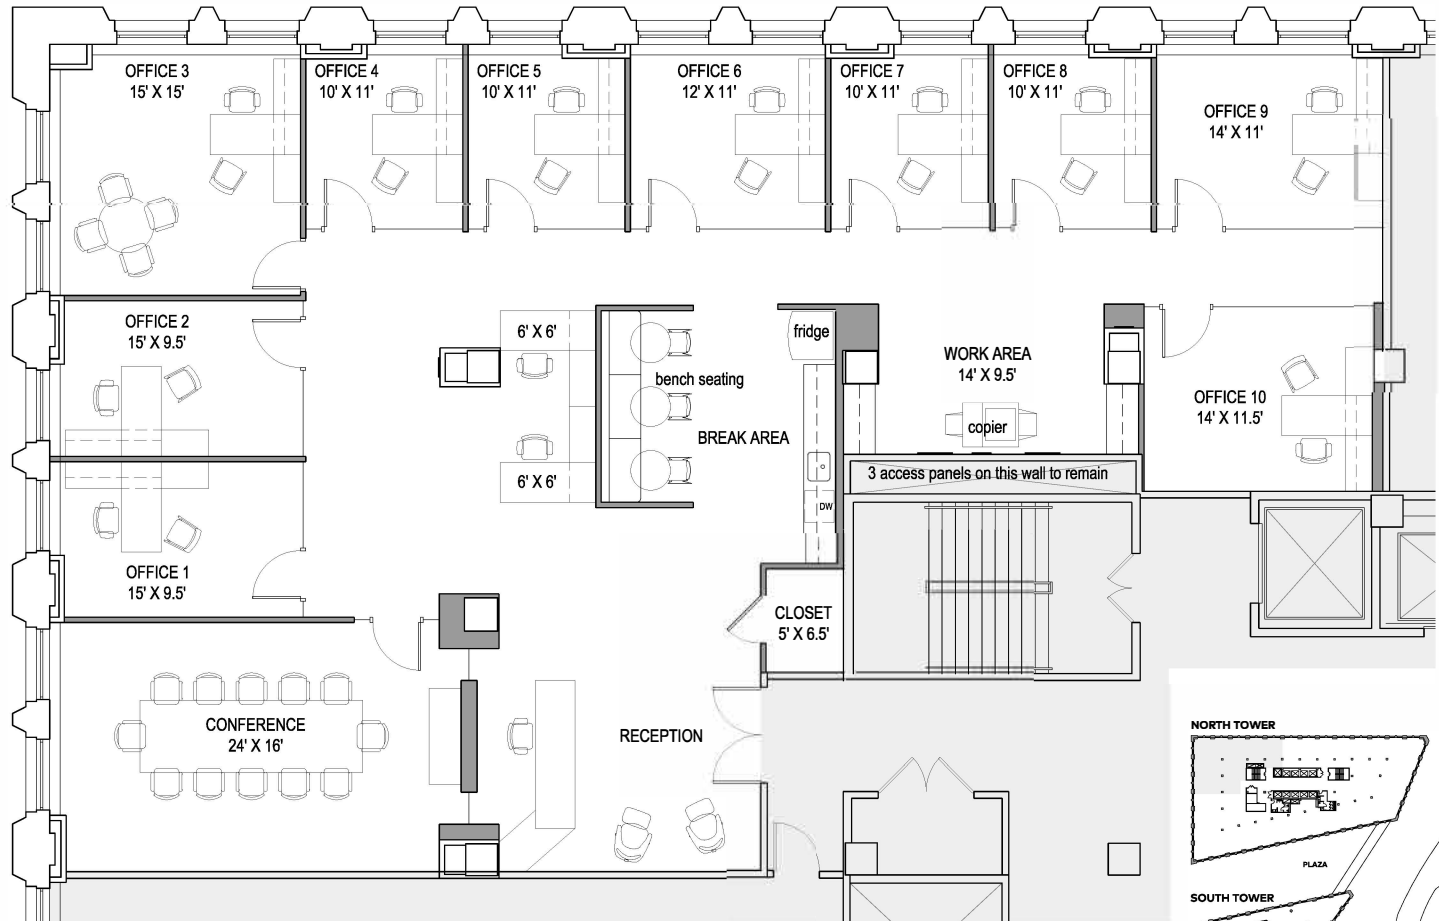 OFFICE 3
15' X 15'
OFFICE 4
10' X 11'
OFFICE 5
10' X 11'
OFFICE 6
12' X 11'
OFFICE 7
10' X 11'
OFFICE 8
10' X 11'
OFFICE 9
14' X 11'
OFFICE 2
15' X 9.5'
6' X 6'
fridge
bench seating
BREAK AREA
WORK AREA
14' X 9.5'
copier
OFFICE 10
14' X 11.5'
3 access panels on this wall to remain
6' X 6'
DW
OFFICE 1
15' X 9.5'
CLOSET
5' X 6.5'
CONFERENCE
24' X 16'
RECEPTION
NORTH TOWER
PLAZA
SOUTH TOWER